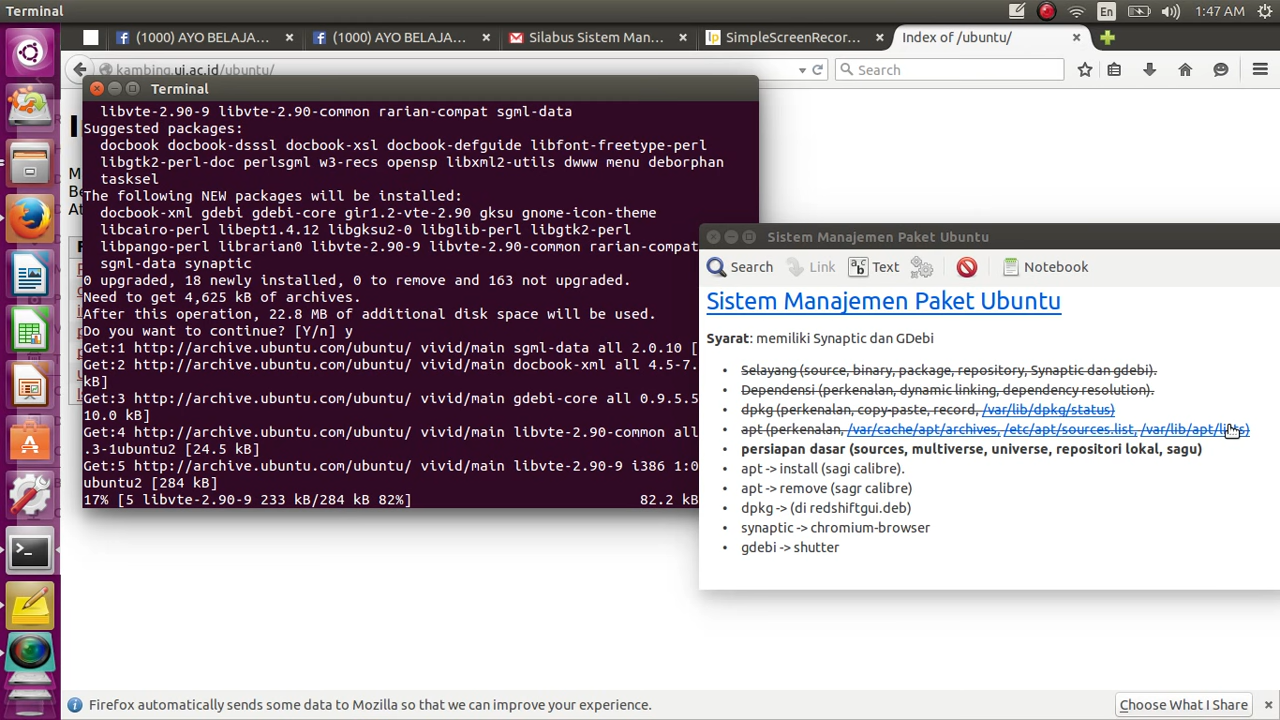 Terminal
En
1:47 AM
(1000) AYO BELAJA...
(1000) AYO BELAJA...
Silabus Sistem Man...
SimpleScreenRecor...
Index of /ubuntu/
kambing.ui.ac.id/ubuntu/
Search
Terminal
libvte-2.90-9 libvte-2.90-common rarian-compat sgml-data
Suggested packages:
docbook docbook-dsssl docbook-xsl docbook-defguide libfont-freetype-perl
libgtk2-perl-doc perlsgml w3-recs opensp libxml2-utils dwww menu deborphan
tasksel
The following NEW packages will be installed:
docbook-xml gdebi gdebi-core gir1.2-vte-2.90 gksu gnome-icon-theme
libcairo-perl libept1.4.12 libgksu2-0 libglib-perl libgtk2-perl
libpango-perl librarian0 libvte-2.90-9 libvte-2.90-common rarian-compat
sgml-data synaptic
0 upgraded, 18 newly installed, 0 to remove and 163 not upgraded.
Need to get 4,625 kB of archives.
After this operation, 22.8 MB of additional disk space will be used.
Do you want to continue? [Y/n] y
Get:1 http://archive.ubuntu.com/ubuntu/ vivid/main sgml-data all 2.0.10 [
Get:2 http://archive.ubuntu.com/ubuntu/ vivid/main docbook-xml all 4.5-7.
kB]
Get:3 http://archive.ubuntu.com/ubuntu/ vivid/main gdebi-core all 0.9.5.5
10.0 kB]
Get:4 http://archive.ubuntu.com/ubuntu/ vivid/main libvte-2.90-common all
.3-1ubuntu2 [24.5 kB]
Get:5 http://archive.ubuntu.com/ubuntu/ vivid/main libvte-2.90-9 i386 1:0
ubuntu2 [284 kB]
17% [5 libvte-2.90-9 233 kB/284 kB 82%] 82.2 kB
Sistem Manajemen Paket Ubuntu
Search
Link
Text
Notebook
Sistem Manajemen Paket Ubuntu
Syarat: memiliki Synaptic dan GDebi
• Selayang (source, binary, package, repository, Synaptic dan gdebi).
• Dependensi (perkenalan, dynamic linking, dependency resolution).
• dpkg (perkenalan, copy-paste, record, /var/lib/dpkg/status)
• apt (perkenalan, /var/cache/apt/archives, /etc/apt/sources.list, /var/lib/apt/lists)
• persiapan dasar (sources, multiverse, universe, repositori lokal, sagu)
• apt -> install (sagi calibre).
• apt -> remove (sagr calibre)
• dpkg -> (di redshiftgui.deb)
• synaptic -> chromium-browser
• gdebi -> shutter
Firefox automatically sends some data to Mozilla so that we can improve your experience.
Choose What I Share